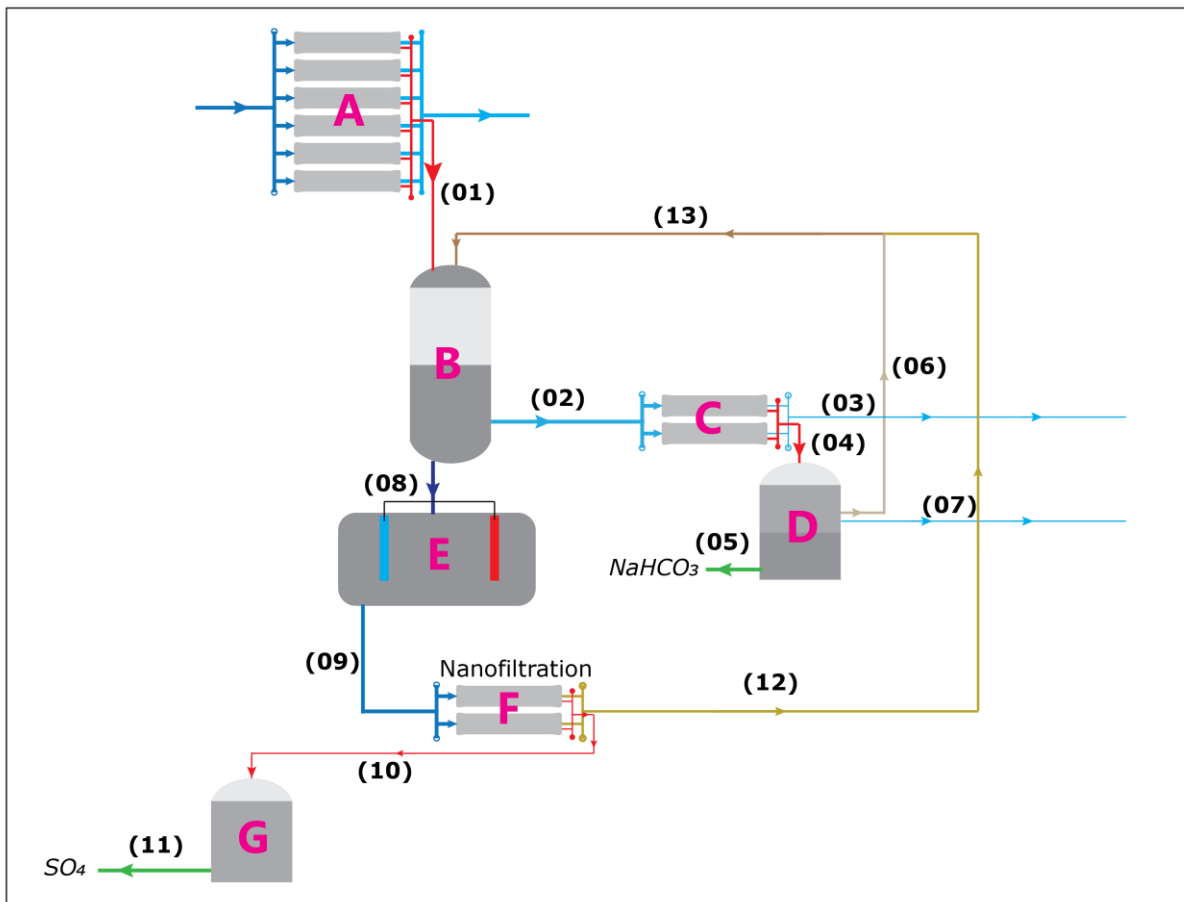 A
(01)
(13)
B
(02)
C
(03)
(06)
(04)
(08)
E
D
(07)
(05)
NaHCO₃
(09)
Nanofiltration
F
(12)
(10)
G
(11)
SO₄